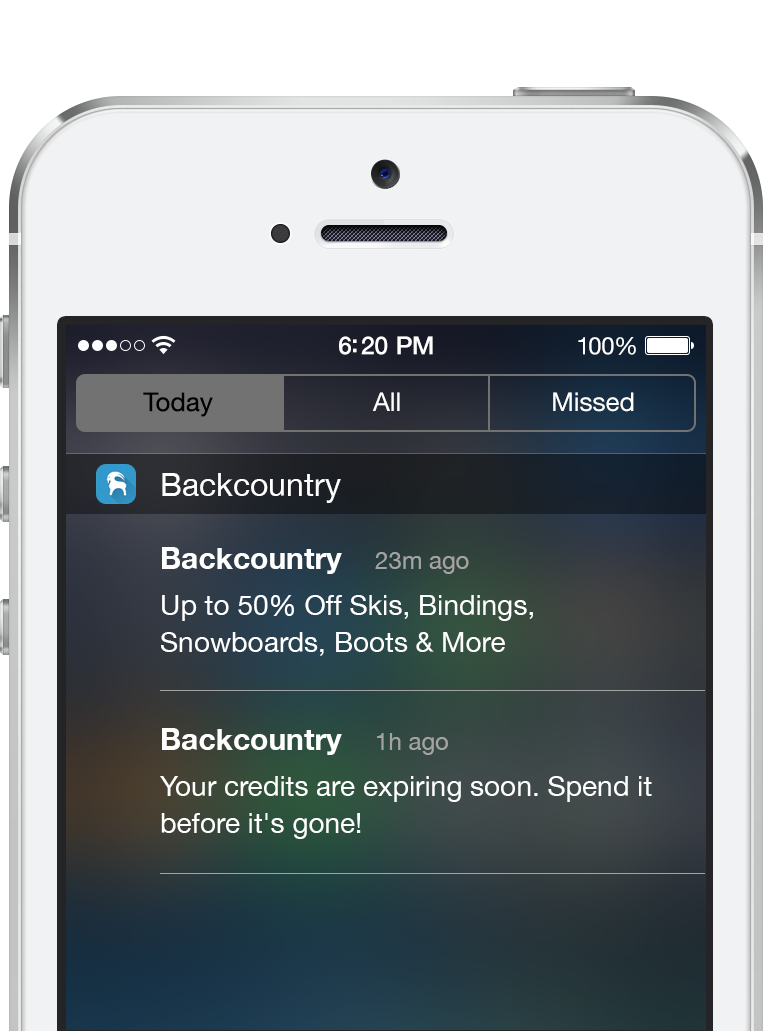 6:20 PM 100%
Today All Missed
Backcountry
Backcountry 23m ago
Up to 50% Off Skis, Bindings,
Snowboards, Boots & More
Backcountry 1h ago
Your credits are expiring soon. Spend it
before it's gone!